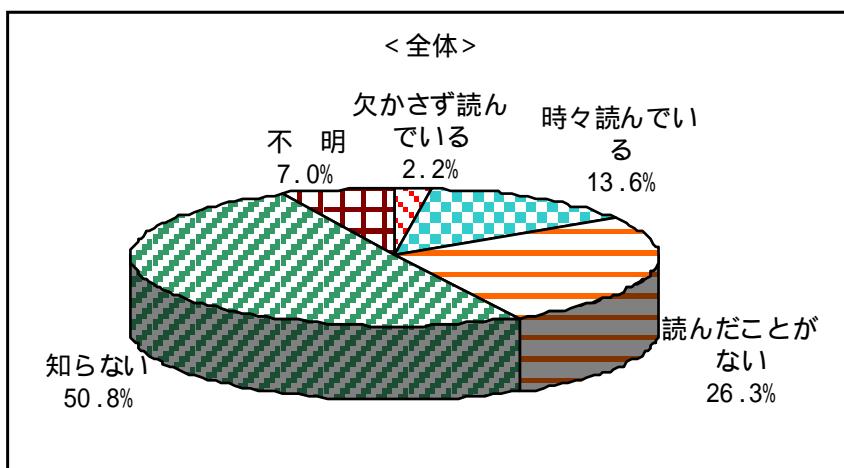 <全体>
欠かさず読ん
でいる
2.2%
時々読んでい
る
13.6%
読んだことが
ない
26.3%
知らない
50.8%
不　明
7.0%